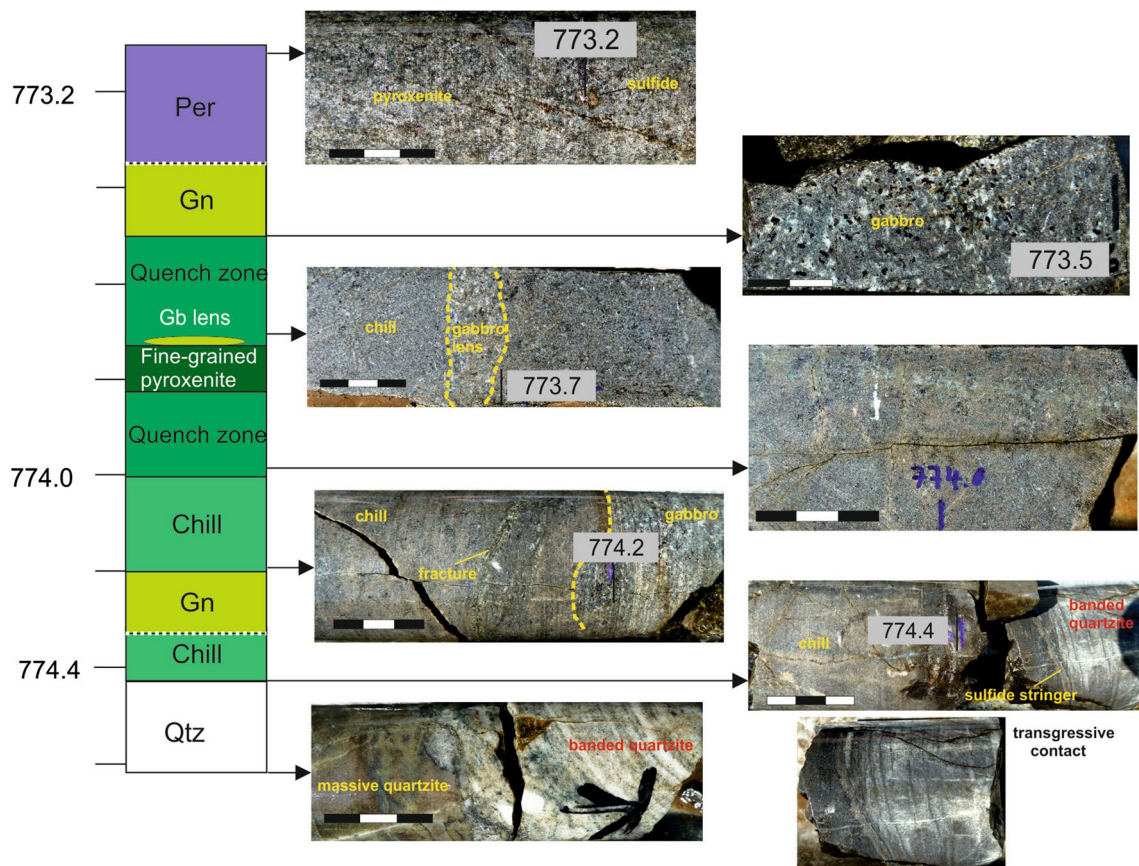 773.2
774.0
774.4
Per
Gn
Quench zone
Gb lens
Fine-grained
pyroxenite
Quench zone
Chill
Gn
Chill
Qtz
773.2
pyroxenite
sulfide
gabbro
773.5
chill
gabbro
lens
773.7
774.0
chill
gabbro
774.2
fracture
banded
quartzite
774.4
chill
sulfide stringer
banded quartzite
massive quartzite
transgressive
contact